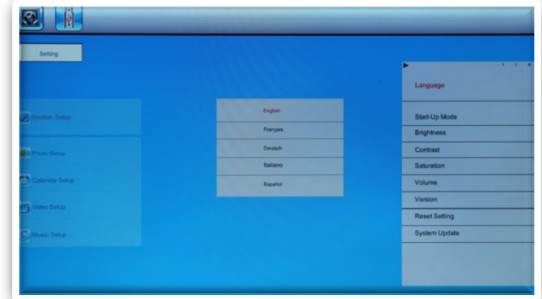 Setting
System Setup
Photo Setup
Calendar Setup
Video Setup
Music Setup
English
Français
Deutsch
Italiano
Español
Language
Start-Up Mode
Brightness
Contrast
Saturation
Volume
Version
Reset Setting
System Update